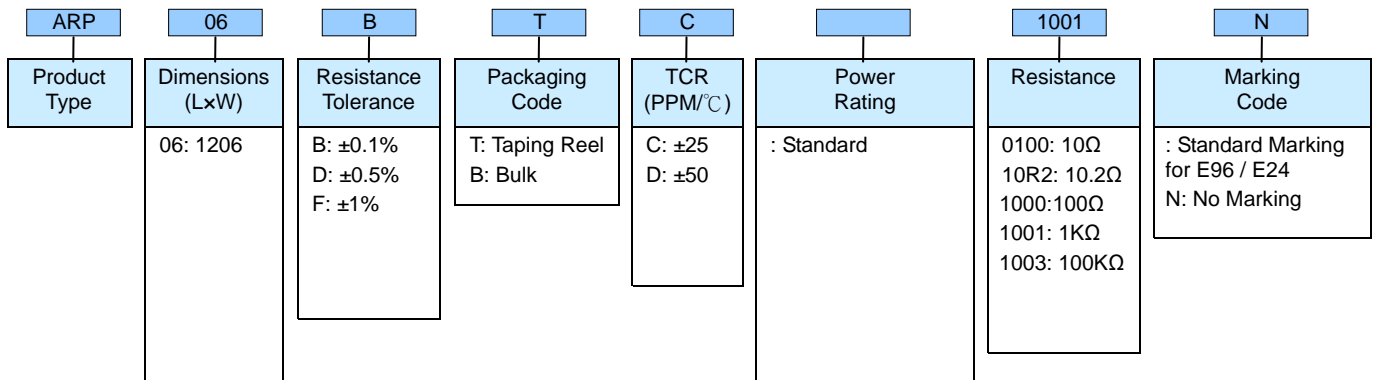 ARP 06 B T C 1001 N
Product Type
Dimensions (L×W)
Resistance Tolerance
Packaging Code
TCR (PPM/℃)
Power Rating
Resistance
Marking Code
06: 1206
B: ±0.1%
D: ±0.5%
F: ±1%
T: Taping Reel
B: Bulk
C: ±25
D: ±50
: Standard
0100: 10Ω
10R2: 10.2Ω
1000:100Ω
1001: 1KΩ
1003: 100KΩ
: Standard Marking
for E96 / E24
N: No Marking